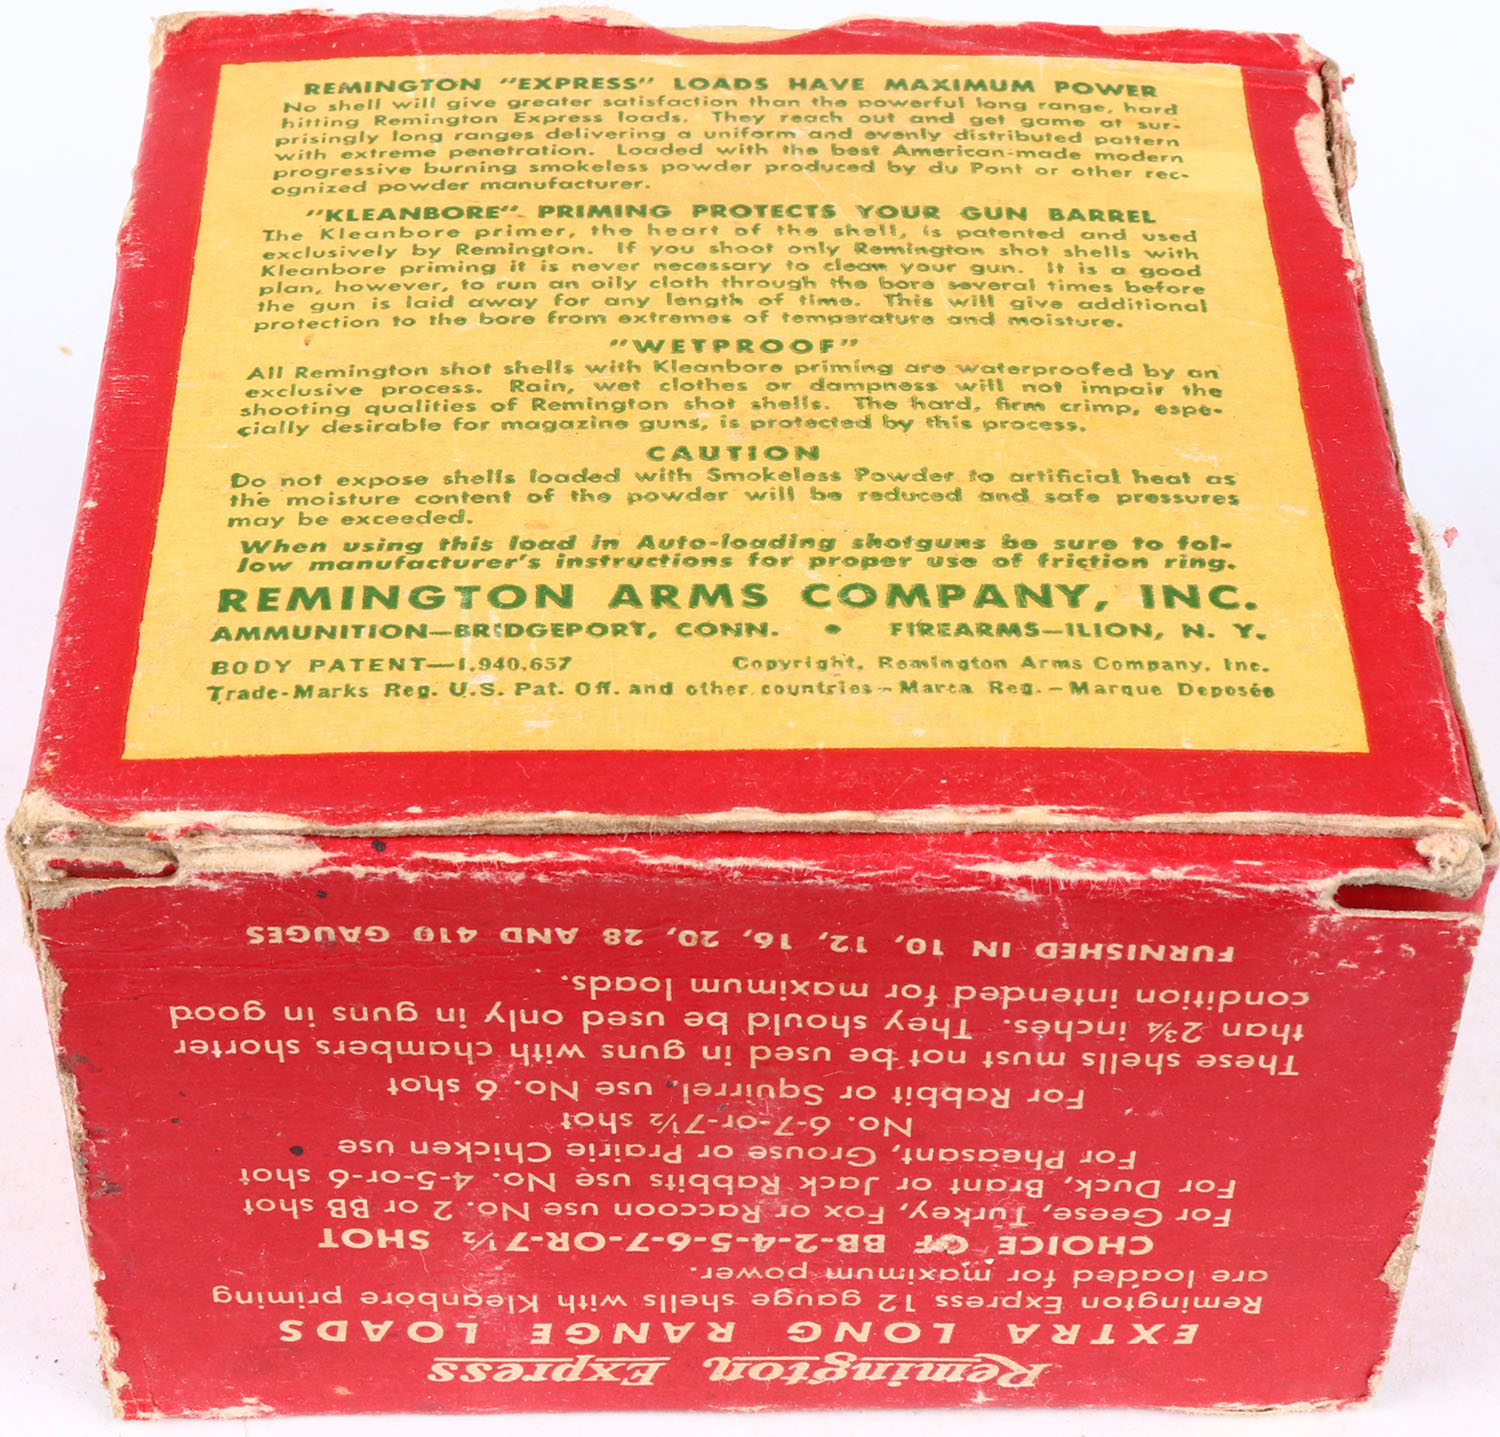 REMINGTON "EXPRESS" LOADS HAVE MAXIMUM POWER
No shell will give greater satisfaction than the powerful long range, hard
hitting Remington Express loads. They reach out and get game at sur-
prisingly long ranges delivering a uniform and evenly distributed pattern
with extreme penetration. Loaded with the best American-made modern
progressive burning smokeless powder produced by du Pont or other rec-
ognized powder manufacturer.
"KLEANBORE" PRIMING PROTECTS YOUR GUN BARREL
The Kleanbore primer, the heart of the shell, is patented and used
exclusively by Remington. If you shoot only Remington shot shells with
Kleanbore priming it is never necessary to clean your gun. It is a good
plan, however, to run an oily cloth through the bore several times before
the gun is laid away for any length of time. This will give additional
protection to the bore from extremes of temperature and moisture.
"WETPROOF"
All Remington shot shells with Kleanbore priming are waterproofed by an
exclusive process. Rain, wet clothes or dampness will not impair the
shooting qualities of Remington shot shells. The hard, firm crimp, espe-
cially desirable for magazine guns, is protected by this process.
CAUTION
Do not expose shells loaded with Smokeless Powder to artificial heat as
the moisture content of the powder will be reduced and safe pressures
may be exceeded.
When using this load in Auto-loading shotguns be sure to fol-
low manufacturer's instructions for proper use of friction ring.
REMINGTON ARMS COMPANY, INC.
AMMUNITION—BRIDGEPORT, CONN. • FIREARMS—ILION, N. Y.
BODY PATENT—1,940,657 Copyright, Remington Arms Company, Inc.
Trade-Marks Reg. U.S. Pat. Off. and other countries – Marca Reg. – Marque Deposée
Remington Express
EXTRA LONG RANGE LOADS
Remington Express 12 gauge shells with Kleanbore priming
are loaded for maximum power.
CHOICE OF BB-2-4-5-6-7-OR-7½ SHOT
For Geese, Turkey, Fox or Raccoon use No. 2 or BB shot
For Duck, Brant or Jack Rabbits use No. 4-5-or-6 shot
For Pheasant, Grouse or Prairie Chicken use
No. 6-7-or-7½ shot
For Rabbit or Squirrel, use No. 6 shot
These shells must not be used in guns with chambers shorter
than 2¾ inches. They should be used only in guns in good
condition intended for maximum loads.
FURNISHED IN 10, 12, 16, 20, 28 AND 410 GAUGES